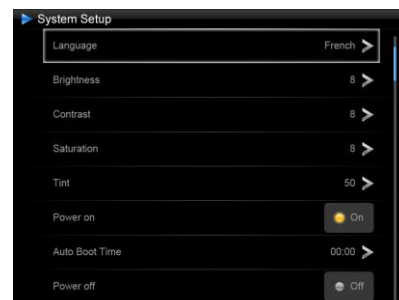 System Setup
Language French
Brightness 8
Contrast 8
Saturation 8
Tint 50
Power on On
Auto Boot Time 00:00
Power off Off